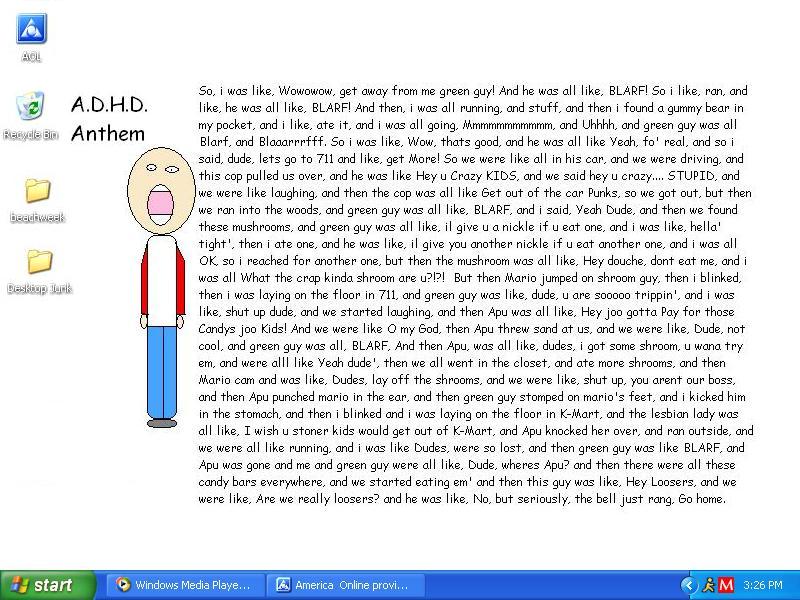 AOL
Recycle Bin
beachweek
Desktop Junk
A.D.H.D.
Anthem
So, i was like, Wowowow, get away from me green guy! And he was all like, BLARF! So i like, ran, and
like, he was all like, BLARF! And then, i was all running, and stuff, and then i found a gummy bear in
my pocket, and i like, ate it, and i was all going, Mmmmmmmmmmm, and Uhhhh, and green guy was all
Blarf, and Blaaarrrfff. So i was like, Wow, thats good, and he was all like Yeah, fo' real, and so i
said, dude, lets go to 711 and like, get More! So we were like all in his car, and we were driving, and
this cop pulled us over, and he was like Hey u Crazy KIDS, and we said hey u crazy.... STUPID, and
we were like laughing, and then the cop was all like Get out of the car Punks, so we got out, but then
we ran into the woods, and green guy was all like, BLARF, and i said, Yeah Dude, and then we found
these mushrooms, and green guy was all like, il give u a nickle if u eat one, and i was like, hella'
tight', then i ate one, and he was like, il give you another nickle if u eat another one, and i was all
OK, so i reached for another one, but then the mushroom was all like, Hey douche, dont eat me, and i
was all What the crap kinda shroom are u?!?! But then Mario jumped on shroom guy, then i blinked,
then i was laying on the floor in 711, and green guy was like, dude, u are sooooo trippin', and i was
like, shut up dude, and we started laughing, and then Apu was all like, Hey joo gotta Pay for those
Candys joo Kids! And we were like O my God, then Apu threw sand at us, and we were like, Dude, not
cool, and green guy was all, BLARF, And then Apu, was all like, dudes, i got some shroom, u wana try
em, and were alll like Yeah dude', then we all went in the closet, and ate more shrooms, and then
Mario cam and was like, Dudes, lay off the shrooms, and we were like, shut up, you arent our boss,
and then Apu punched mario in the ear, and then green guy stomped on mario's feet, and i kicked him
in the stomach, and then i blinked and i was laying on the floor in K-Mart, and the lesbian lady was
all like, I wish u stoner kids would get out of K-Mart, and Apu knocked her over, and ran outside, and
we were all like running, and i was like Dudes, were so lost, and then green guy was like BLARF, and
Apu was gone and me and green guy were all like, Dude, wheres Apu? and then there were all these
candy bars everywhere, and we started eating em' and then this guy was like, Hey Loosers, and we
were like, Are we really loosers? and he was like, No, but seriously, the bell just rang, Go home.
start
Windows Media Playe...
America Online provi...
M
3:26 PM